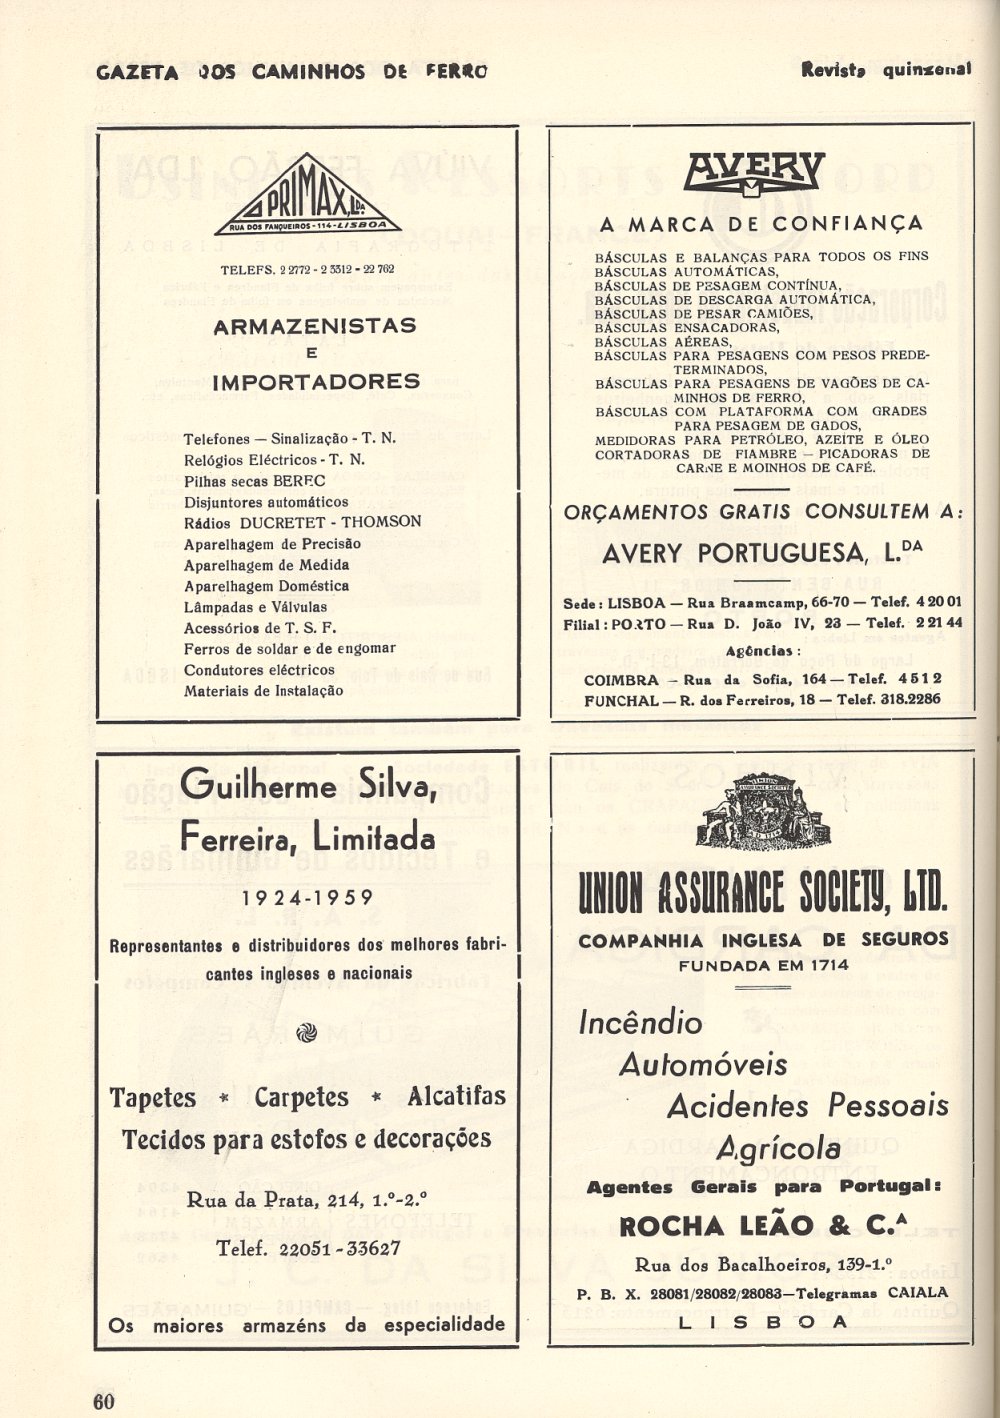 GAZETA DOS CAMINHOS DE FERRO
Revista quinzenal
A PRIMAX, LDA.
RUA DOS FANQUEIROS - 114 - LISBOA
TELEFS. 2 2772 - 2 3312 - 22 762
ARMAZENISTAS
E
IMPORTADORES
Telefones — Sinalização - T. N.
Relógios Eléctricos - T. N.
Pilhas secas BEREC
Disjuntores automáticos
Rádios DUCRETET - THOMSON
Aparelhagem de Precisão
Aparelhagem de Medida
Aparelhagem Doméstica
Lâmpadas e Válvulas
Acessórios de T. S. F.
Ferros de soldar e de engomar
Condutores eléctricos
Materiais de Instalação
AVERY
A MARCA DE CONFIANÇA
BÁSCULAS E BALANÇAS PARA TODOS OS FINS
BÁSCULAS AUTOMÁTICAS,
BÁSCULAS DE PESAGEM CONTÍNUA,
BÁSCULAS DE DESCARGA AUTOMÁTICA,
BÁSCULAS DE PESAR CAMIÕES,
BÁSCULAS ENSACADORAS,
BÁSCULAS AÉREAS,
BÁSCULAS PARA PESAGENS COM PESOS PREDE-
TERMINADOS,
BÁSCULAS PARA PESAGENS DE VAGÕES DE CA-
MINHOS DE FERRO,
BÁSCULAS COM PLATAFORMA COM GRADES
PARA PESAGEM DE GADOS,
MEDIDORAS PARA PETRÓLEO, AZEITE E ÓLEO
CORTADORAS DE FIAMBRE — PICADORAS DE
CARNE E MOINHOS DE CAFÉ.
ORÇAMENTOS GRATIS CONSULTEM A:
AVERY PORTUGUESA, L.DA
Sede: LISBOA — Rua Braamcamp, 66-70 — Telef. 4 20 01
Filial: PORTO — Rua D. João IV, 23 — Telef. 2 21 44
Agências:
COIMBRA — Rua da Sofia, 164 — Telef. 4512
FUNCHAL — R. dos Ferreiros, 18 — Telef. 318.2286
Guilherme Silva,
Ferreira, Limitada
1924-1959
Representantes e distribuidores dos melhores fabri-
cantes ingleses e nacionais
Tapetes * Carpetes * Alcatifas
Tecidos para estofos e decorações
Rua da Prata, 214, 1.º-2.º
Telef. 22051 - 33627
Os maiores armazéns da especialidade
UNION
ASSURANCE SOCIETY
UNION ASSURANCE SOCIETY, LTD.
COMPANHIA INGLESA DE SEGUROS
FUNDADA EM 1714
Incêndio
Automóveis
Acidentes Pessoais
Agrícola
Agentes Gerais para Portugal:
ROCHA LEÃO & C.A
Rua dos Bacalhoeiros, 139-1.º
P. B. X. 28081/28082/28083—Telegramas CAIALA
LISBOA
60